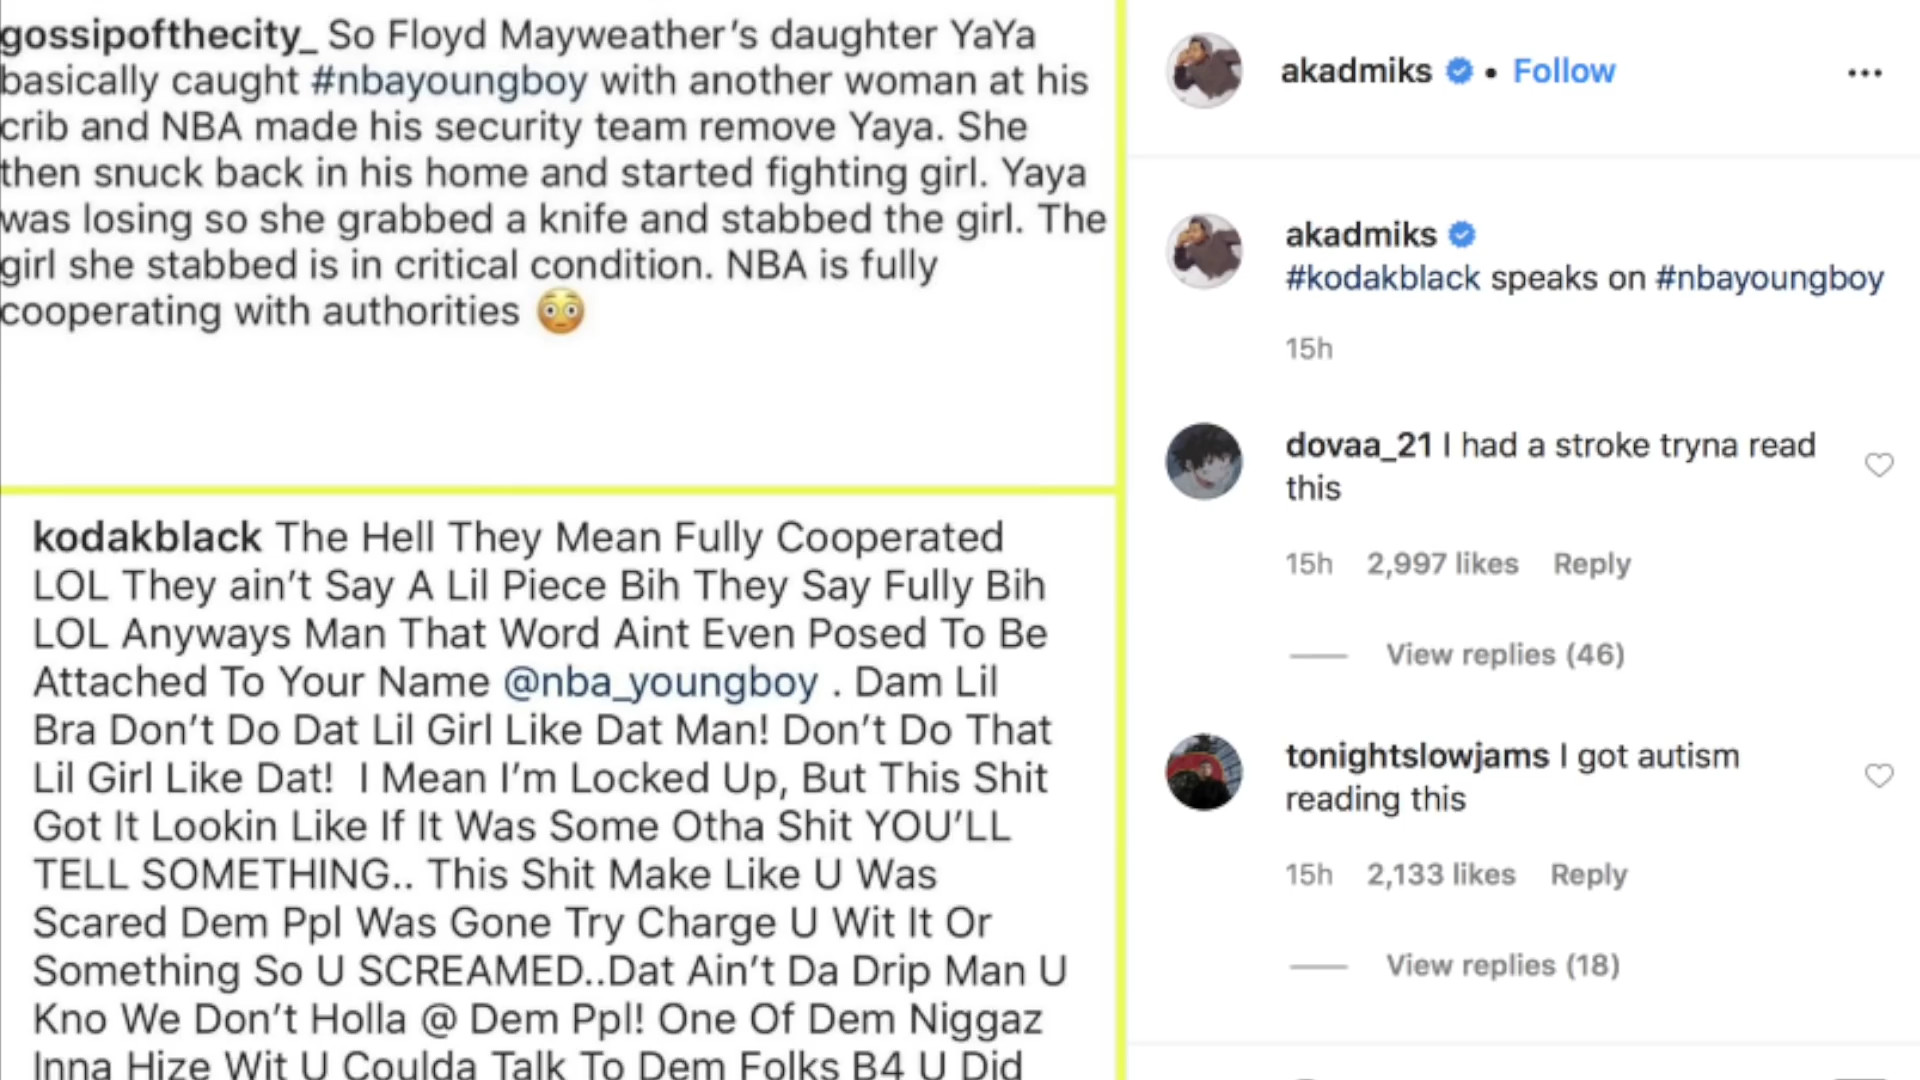 gossipofthecity_ So Floyd Mayweather's daughter YaYa
basically caught #nbayoungboy with another woman at his
crib and NBA made his security team remove Yaya. She
then snuck back in his home and started fighting girl. Yaya
was losing so she grabbed a knife and stabbed the girl. The
girl she stabbed is in critical condition. NBA is fully
cooperating with authorities 😳
kodakblack The Hell They Mean Fully Cooperated
LOL They ain't Say A Lil Piece Bih They Say Fully Bih
LOL Anyways Man That Word Aint Even Posed To Be
Attached To Your Name @nba_youngboy . Dam Lil
Bra Don't Do Dat Lil Girl Like Dat Man! Don't Do That
Lil Girl Like Dat!  I Mean I'm Locked Up, But This Shit
Got It Lookin Like If It Was Some Otha Shit YOU'LL
TELL SOMETHING.. This Shit Make Like U Was
Scared Dem Ppl Was Gone Try Charge U Wit It Or
Something So U SCREAMED..Dat Ain't Da Drip Man U
Kno We Don't Holla @ Dem Ppl! One Of Dem Niggaz
Inna Hize Wit U Coulda Talk To Dem Folks B4 U Did
akadmiks • Follow
akadmiks
#kodakblack speaks on #nbayoungboy
15h
dovaa_21 I had a stroke tryna read
this
15h 2,997 likes Reply
View replies (46)
tonightslowjams I got autism
reading this
15h 2,133 likes Reply
View replies (18)